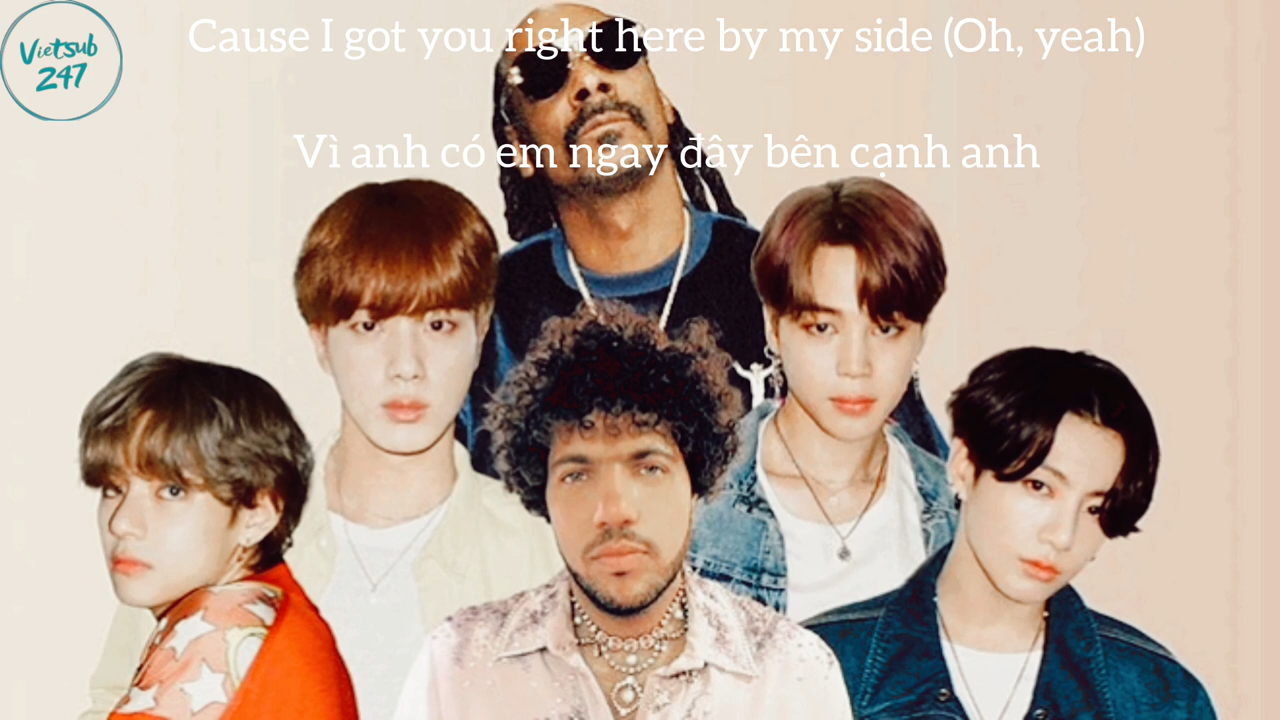 Vietsub
247
Cause I got you right here by my side (Oh, yeah)
Vì anh có em ngay đây bên cạnh anh